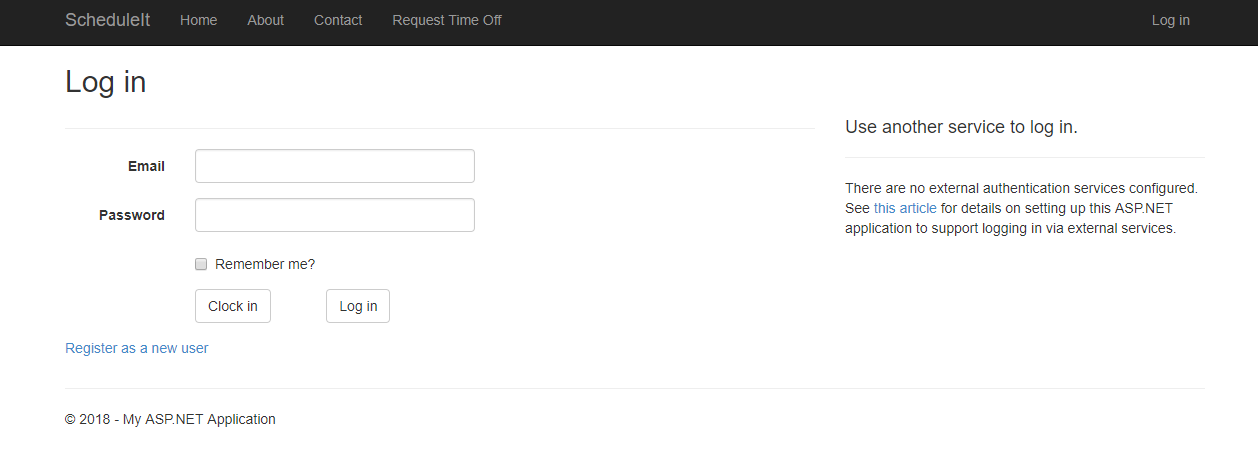 ScheduleIt Home About Contact Request Time Off Log in
Log in
Use another service to log in.
Email
Password
There are no external authentication services configured.
See this article for details on setting up this ASP.NET
application to support logging in via external services.
Remember me?
Clock in Log in
Register as a new user
© 2018 - My ASP.NET Application